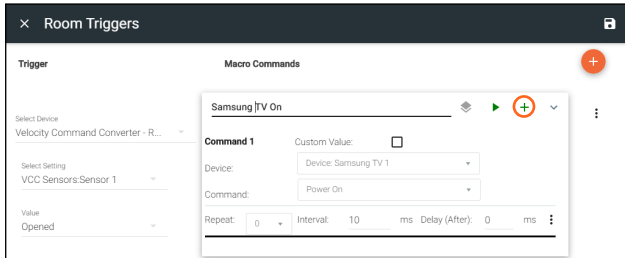 × Room Triggers
Trigger Macro Commands
Samsung TV On
Select Device
Velocity Command Converter - R...
Command 1 Custom Value:
Select Setting
VCC Sensors:Sensor 1
Device: Device: Samsung TV 1
Command: Power On
Value
Opened
Repeat: 0 Interval: 10 ms Delay (After): 0 ms